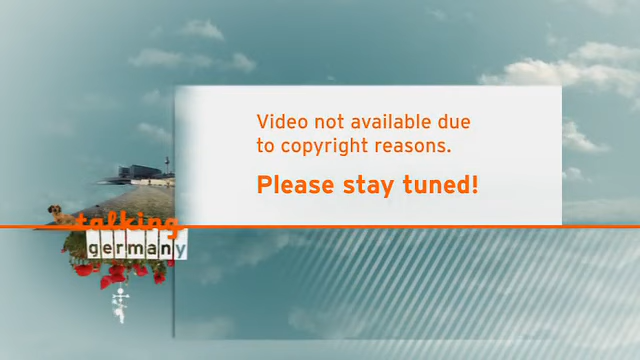 Video not available due
to copyright reasons.
Please stay tuned!
talking
germany